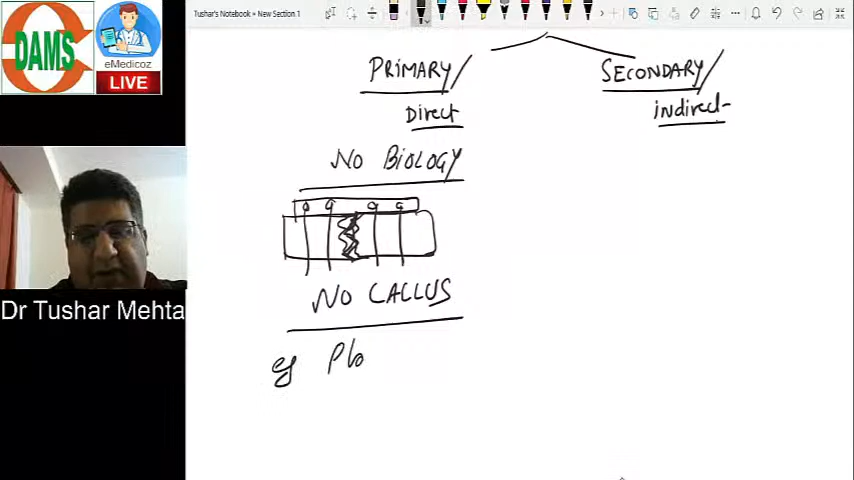 Tushar's Notebook » New Section 1
DAMS
eMedicoz
LIVE
Dr Tushar Mehta
PRIMARY/
Direct
SECONDARY/
indirect
NO BIOLOGY
NO CALLUS
eg Pla